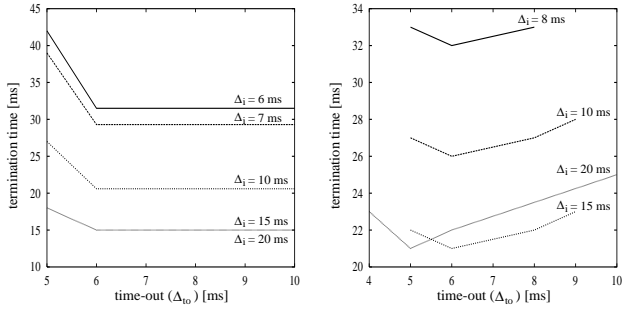 45
40
35
30
25
20
15
10
termination time [ms]
Δi = 6 ms
Δi = 7 ms
Δi = 10 ms
Δi = 15 ms
Δi = 20 ms
5 6 7 8 9 10
time-out (Δto) [ms]
34
32
30
28
26
24
22
20
termination time [ms]
Δi = 8 ms
Δi = 10 ms
Δi = 20 ms
Δi = 15 ms
4 5 6 7 8 9 10
time-out (Δto) [ms]